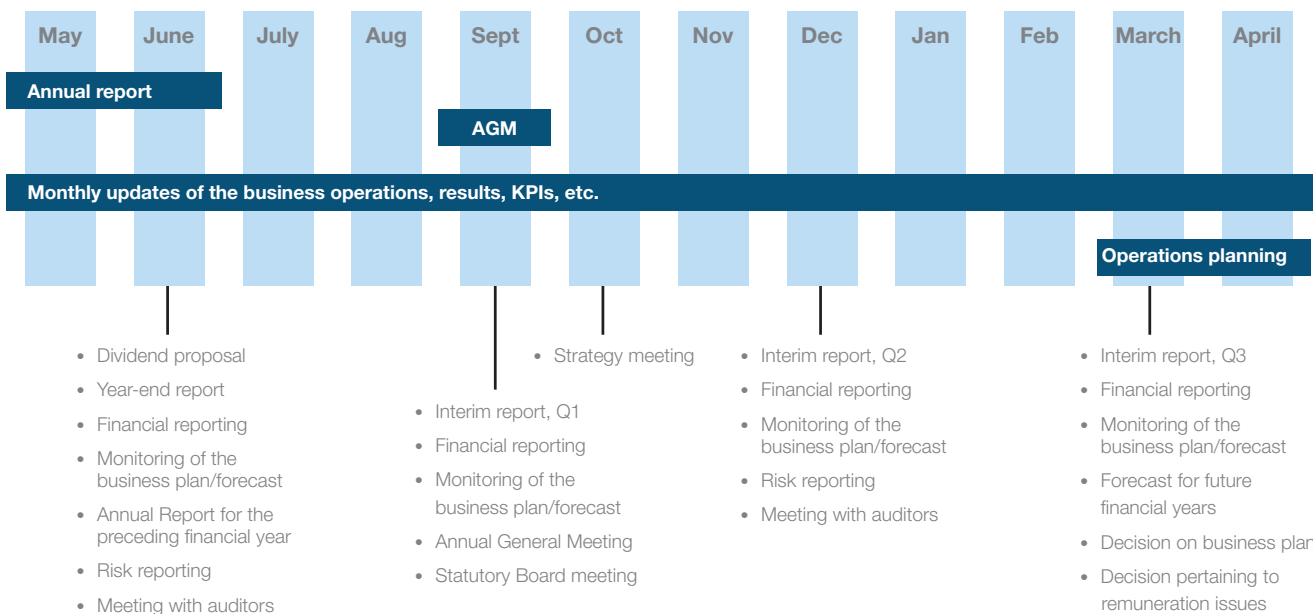 May June July Aug Sept Oct Nov Dec Jan Feb March April
Annual report
AGM
Monthly updates of the business operations, results, KPIs, etc.
Operations planning
• Dividend proposal
• Year-end report
• Financial reporting
• Monitoring of the
business plan/forecast
• Annual Report for the
preceding financial year
• Risk reporting
• Meeting with auditors
• Interim report, Q1
• Financial reporting
• Monitoring of the
business plan/forecast
• Annual General Meeting
• Statutory Board meeting
• Strategy meeting
• Interim report, Q2
• Financial reporting
• Monitoring of the
business plan/forecast
• Risk reporting
• Meeting with auditors
• Interim report, Q3
• Financial reporting
• Monitoring of the
business plan/forecast
• Forecast for future
financial years
• Decision on business plan
• Decision pertaining to
remuneration issues